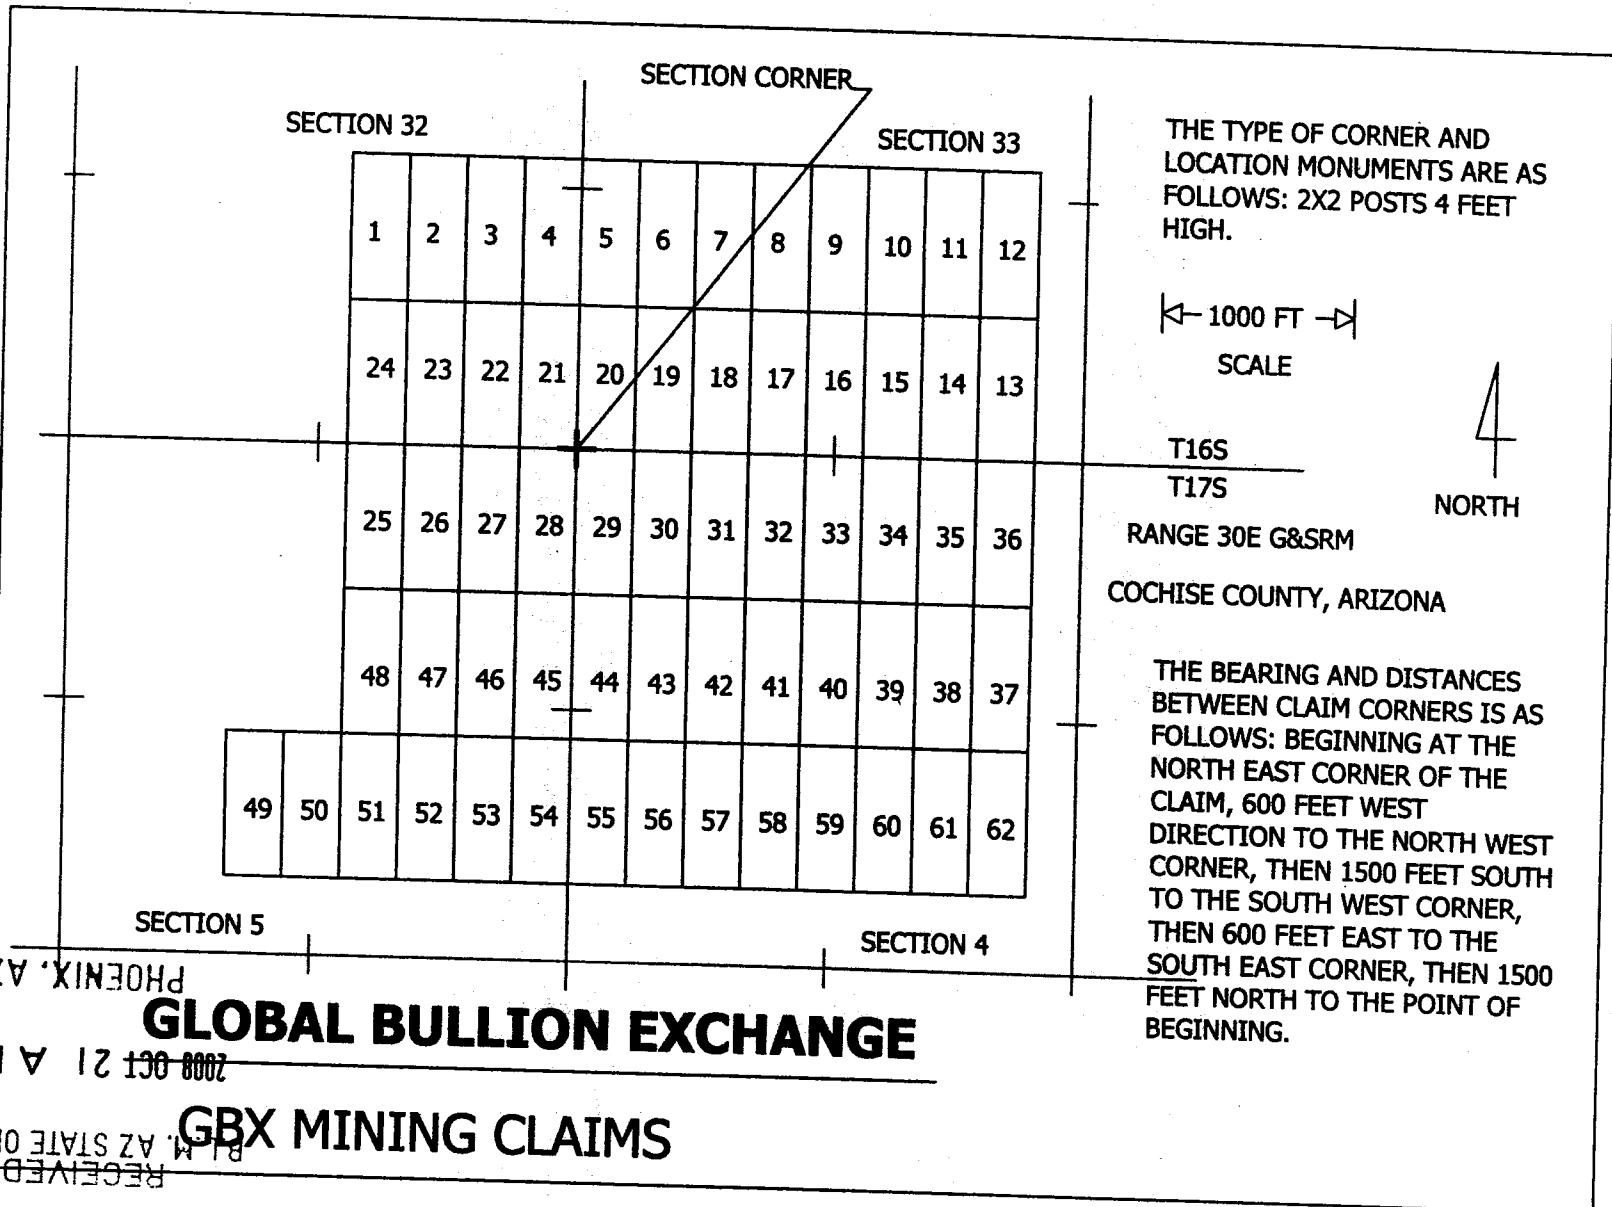 SECTION CORNER
SECTION 32
SECTION 33
1 2 3 4 5 6 7 8 9 10 11 12
24 23 22 21 20 19 18 17 16 15 14 13
25 26 27 28 29 30 31 32 33 34 35 36
48 47 46 45 44 43 42 41 40 39 38 37
49 50 51 52 53 54 55 56 57 58 59 60 61 62
SECTION 5
SECTION 4
THE TYPE OF CORNER AND
LOCATION MONUMENTS ARE AS
FOLLOWS: 2X2 POSTS 4 FEET
HIGH.
1000 FT
SCALE
T16S
T17S
NORTH
RANGE 30E G&SRM
COCHISE COUNTY, ARIZONA
THE BEARING AND DISTANCES
BETWEEN CLAIM CORNERS IS AS
FOLLOWS: BEGINNING AT THE
NORTH EAST CORNER OF THE
CLAIM, 600 FEET WEST
DIRECTION TO THE NORTH WEST
CORNER, THEN 1500 FEET SOUTH
TO THE SOUTH WEST CORNER,
THEN 600 FEET EAST TO THE
SOUTH EAST CORNER, THEN 1500
FEET NORTH TO THE POINT OF
BEGINNING.
GLOBAL BULLION EXCHANGE
GBX MINING CLAIMS
RECEIVED
AZ STATE
2008 OCT 21 A
PHOENIX. AZ